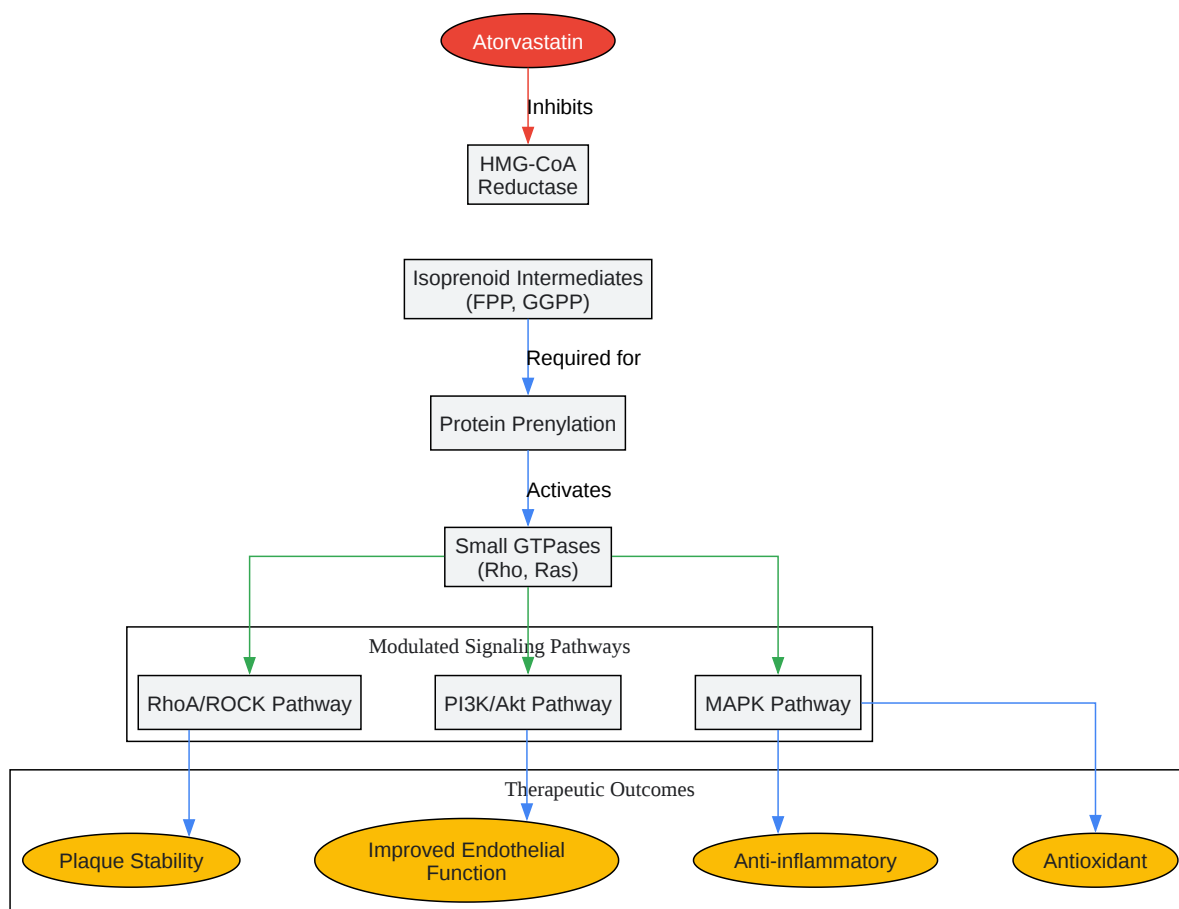 Atorvastatin
Inhibits
HMG-CoA
Reductase
Isoprenoid Intermediates
(FPP, GGPP)
Required for
Protein Prenylation
Activates
Small GTPases
(Rho, Ras)
Modulated Signaling Pathways
RhoA/ROCK Pathway
PI3K/Akt Pathway
MAPK Pathway
Therapeutic Outcomes
Plaque Stability
Improved Endothelial
Function
Anti-inflammatory
Antioxidant